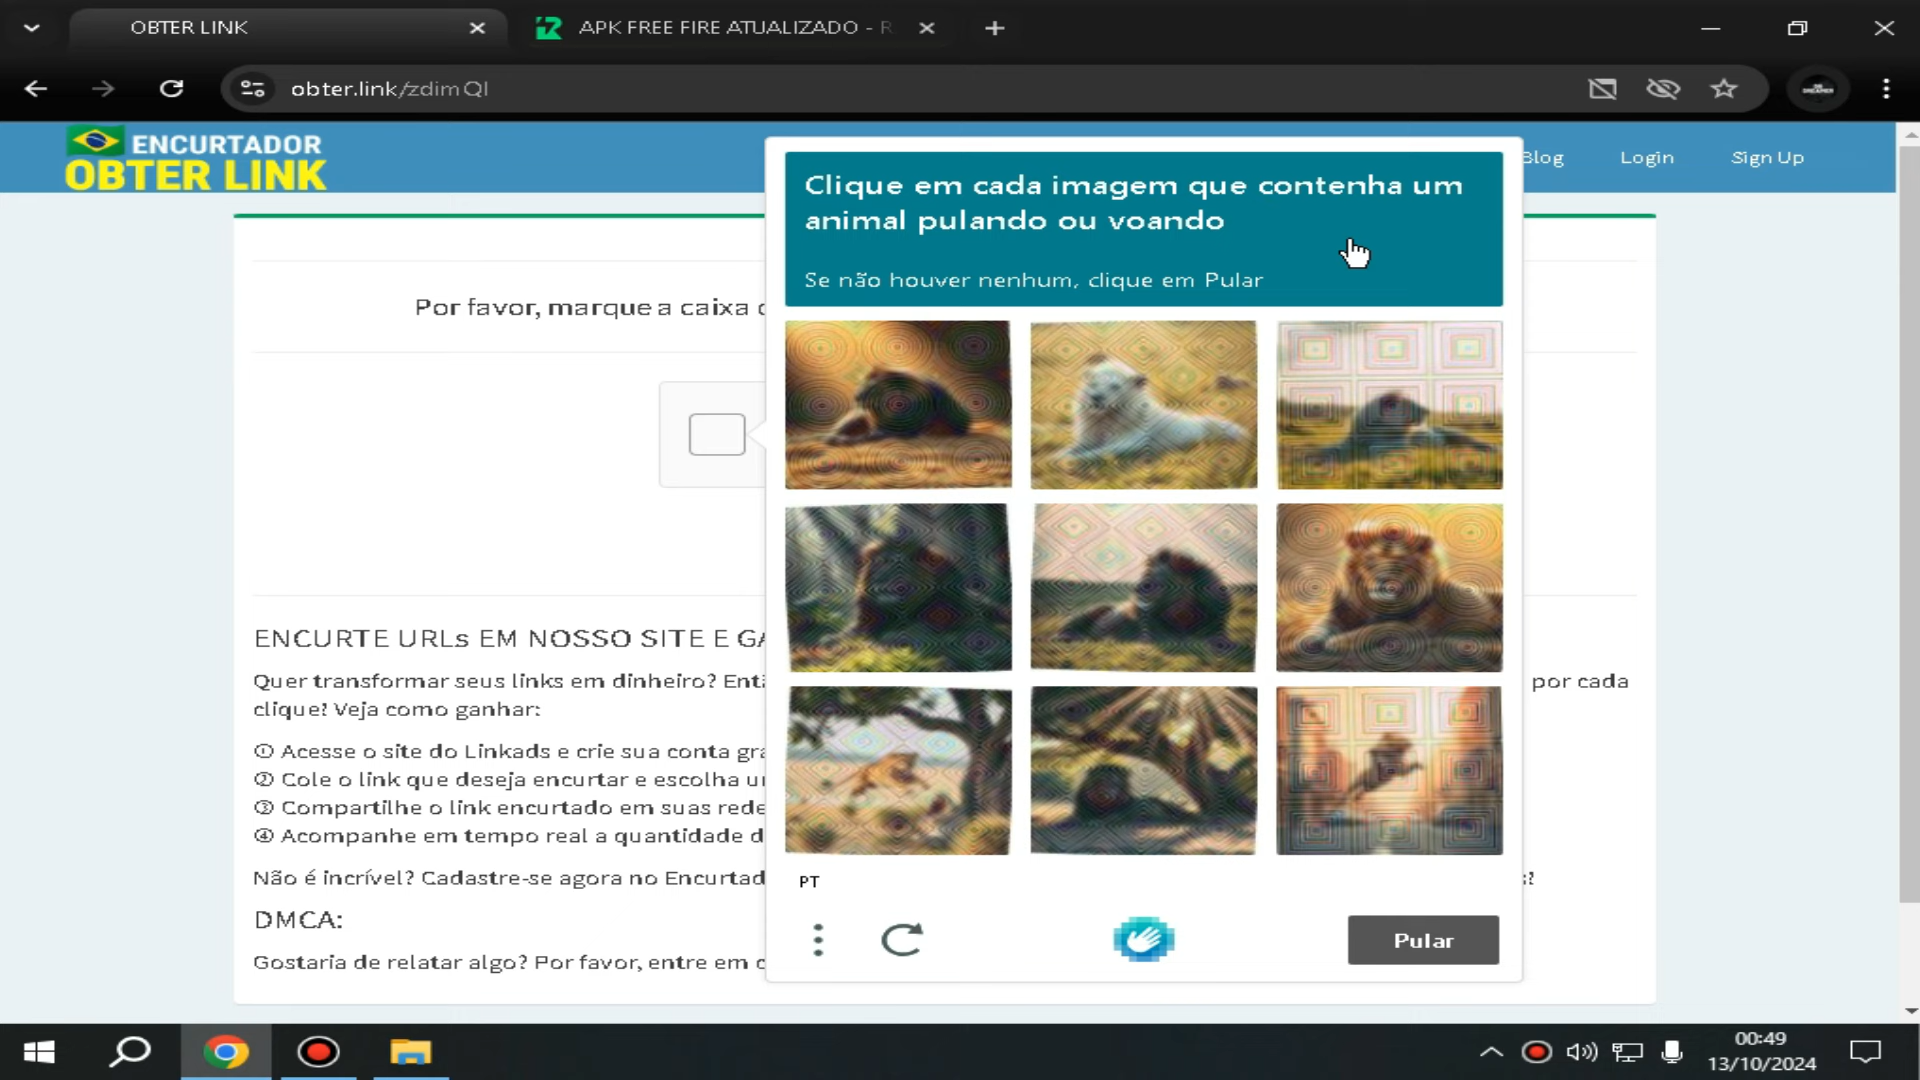 OBTER LINK
APK FREE FIRE ATUALIZADO - R
obter.link/zdimQl
ENCURTADOR
OBTER LINK
Blog
Login
Sign Up
Clique em cada imagem que contenha um
animal pulando ou voando
Se não houver nenhum, clique em Pular
Por favor, marque a caixa
ENCURTE URLs EM NOSSO SITE E GA
Quer transformar seus links em dinheiro? Entã
por cada
clique? Veja como ganhar:
① Acesse o site do Linkads e crie sua conta gra
② Cole o link que deseja encurtar e escolha u
③ Compartilhe o link encurtado em suas rede
④ Acompanhe em tempo real a quantidade d
Não é incrível? Cadastre-se agora no Encurtad
?
DMCA:
Gostaria de relatar algo? Por favor, entre em c
PT
Pular
00:49
13/10/2024